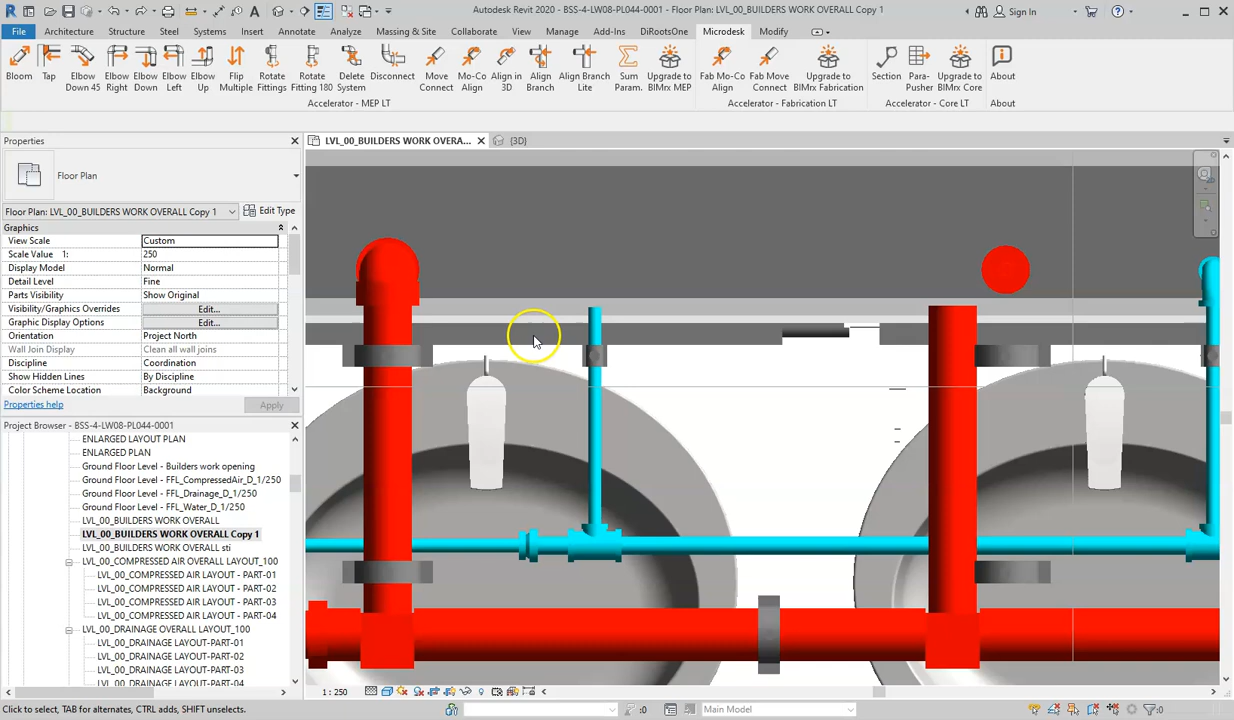 Autodesk Revit 2020 - BSS-4-LW08-PL044-0001 - Floor Plan: LVL_00_BUILDERS WORK OVERALL Copy 1
Sign In
File Architecture Structure Steel Systems Insert Annotate Analyze Massing & Site Collaborate View Manage Add-Ins DiRootsOne Microdesk Modify
Bloom Tap Elbow Down 45 Elbow Right Elbow Down Elbow Left Elbow Up Flip Multiple Rotate Fittings Rotate Fitting 180 Delete System Disconnect Move Connect Mo-Co Align Align in 3D Align Branch Align Branch Lite Sum Param. Upgrade to BIMrx MEP Fab Mo-Co Align Fab Move Connect Upgrade to BIMrx Fabrication Section Para-Pusher Upgrade to BIMrx Core About
Accelerator - MEP LT Accelerator - Fabrication LT Accelerator - Core LT About
Properties
LVL_00_BUILDERS WORK OVERA... {3D}
Floor Plan
Floor Plan: LVL_00_BUILDERS WORK OVERALL Copy 1 Edit Type
Graphics
View Scale Custom
Scale Value 1: 250
Display Model Normal
Detail Level Fine
Parts Visibility Show Original
Visibility/Graphics Overrides Edit...
Graphic Display Options Edit...
Orientation Project North
Wall Join Display Clean all wall joins
Discipline Coordination
Show Hidden Lines By Discipline
Color Scheme Location Background
Properties help Apply
Project Browser - BSS-4-LW08-PL044-0001
ENLARGED LAYOUT PLAN
ENLARGED PLAN
Ground Floor Level - Builders work opening
Ground Floor Level - FFL_CompressedAir_D_1/250
Ground Floor Level - FFL_Drainage_D_1/250
Ground Floor Level - FFL_Water_D_1/250
LVL_00_BUILDERS WORK OVERALL
LVL_00_BUILDERS WORK OVERALL Copy 1
LVL_00_BUILDERS WORK OVERALL sti
LVL_00_COMPRESSED AIR OVERALL LAYOUT_100
LVL_00_COMPRESSED AIR LAYOUT - PART-01
LVL_00_COMPRESSED AIR LAYOUT - PART-02
LVL_00_COMPRESSED AIR LAYOUT - PART-03
LVL_00_COMPRESSED AIR LAYOUT - PART-04
LVL_00_DRAINAGE OVERALL LAYOUT_100
LVL_00_DRAINAGE LAYOUT-PART-01
LVL_00_DRAINAGE LAYOUT-PART-02
LVL_00_DRAINAGE LAYOUT-PART-03
LVL_00_DRAINAGE LAYOUT-PART-04
1 : 250
Click to select, TAB for alternates, CTRL adds, SHIFT unselects.
:0 Main Model :0